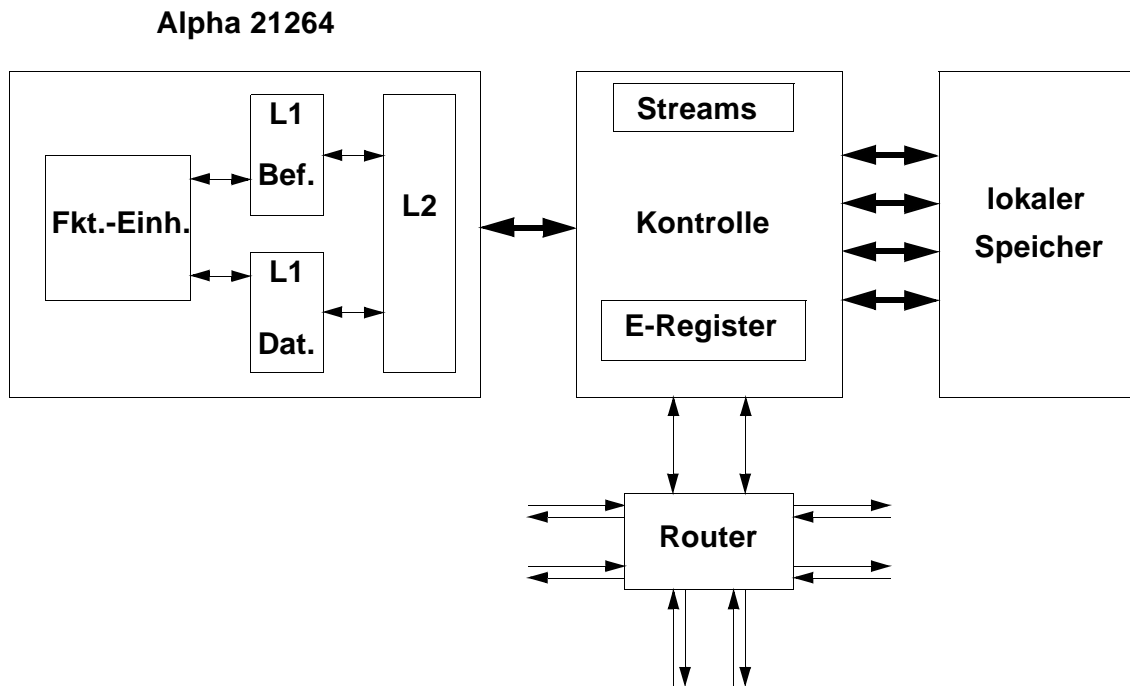 Alpha 21264
L1
Bef.
Fkt.-Einh.
L1
Dat.
L2
Streams
Kontrolle
E-Register
lokaler
Speicher
Router